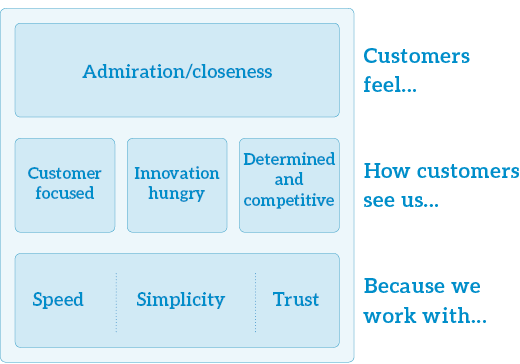 Admiration/closeness
Customers
feel...
Customer
focused
Innovation
hungry
Determined
and
competitive
How customers
see us...
Speed
Simplicity
Trust
Because we
work with...